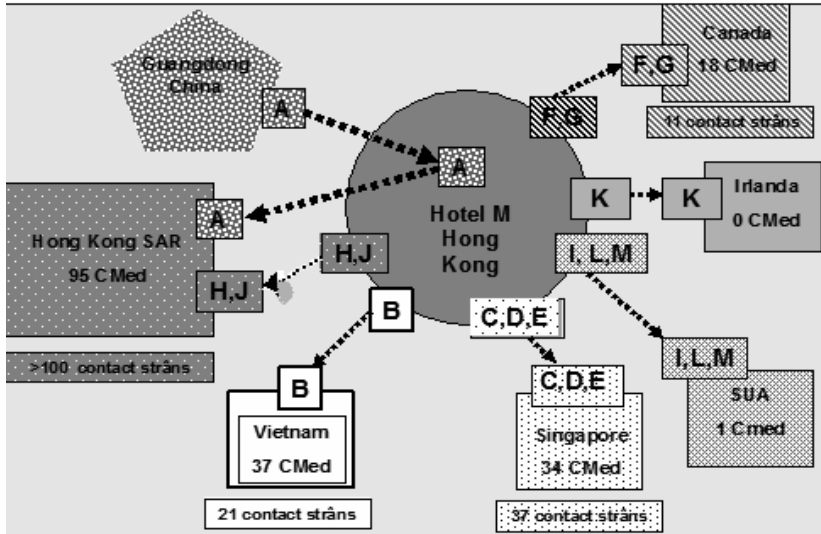 Guangdong
China
A
A
Hotel M
Hong
Kong
F,G
F,G
Canada
18 CMed
11 contact strâns
K
K
Irlanda
0 CMed
I, L,M
I,L,M
SUA
1 Cmed
A
Hong Kong SAR
95 CMed
H,J
H,J
>100 contact strâns
B
B
Vietnam
37 CMed
21 contact strâns
C,D,E
C,D,E
Singapore
34 CMed
37 contact strâns